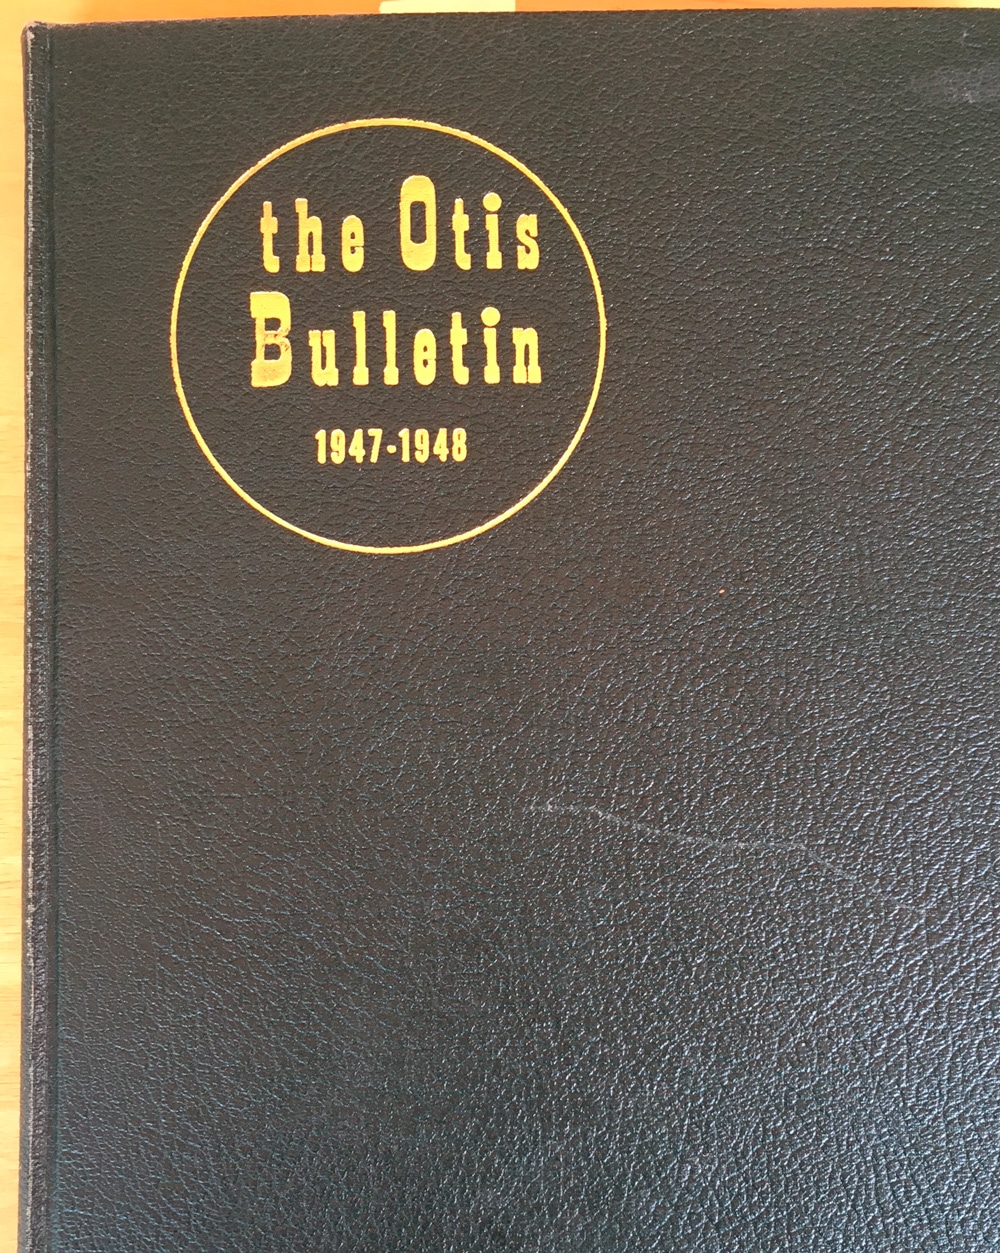 the Otis
Bulletin
1947-1948